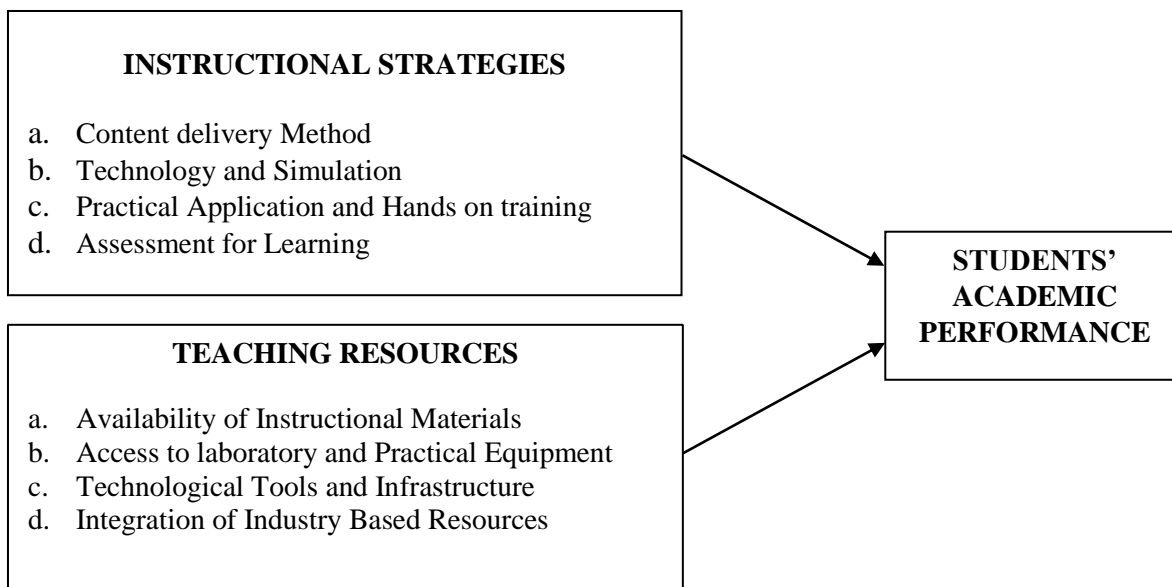 INSTRUCTIONAL STRATEGIES
a. Content delivery Method
b. Technology and Simulation
c. Practical Application and Hands on training
d. Assessment for Learning
TEACHING RESOURCES
a. Availability of Instructional Materials
b. Access to laboratory and Practical Equipment
c. Technological Tools and Infrastructure
d. Integration of Industry Based Resources
STUDENTS’
ACADEMIC
PERFORMANCE